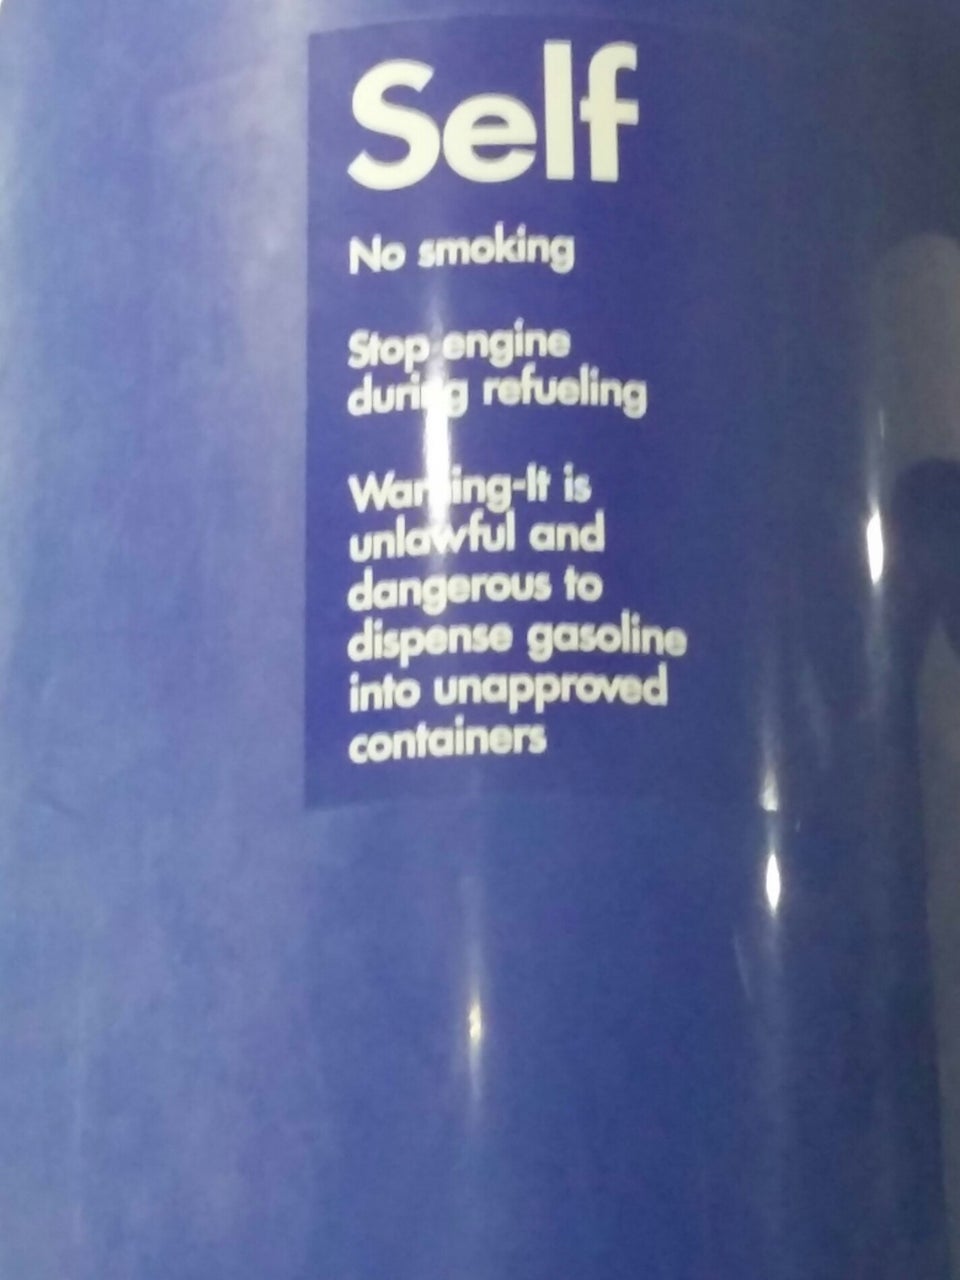 Self
No smoking
Stop engine
during refueling
Warning-It is
unlawful and
dangerous to
dispense gasoline
into unapproved
containers